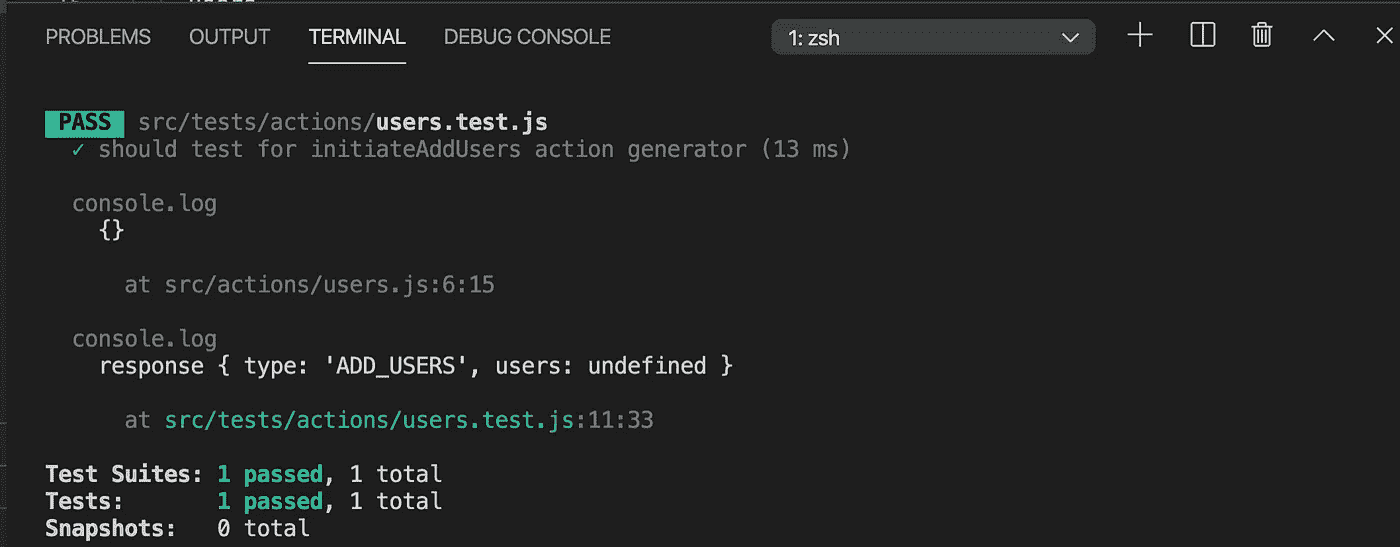 PROBLEMS OUTPUT TERMINAL DEBUG CONSOLE 1: zsh
PASS src/tests/actions/users.test.js
✓ should test for initiateAddUsers action generator (13 ms)
console.log
{}
at src/actions/users.js:6:15
console.log
response { type: 'ADD_USERS', users: undefined }
at src/tests/actions/users.test.js:11:33
Test Suites: 1 passed, 1 total
Tests: 1 passed, 1 total
Snapshots: 0 total